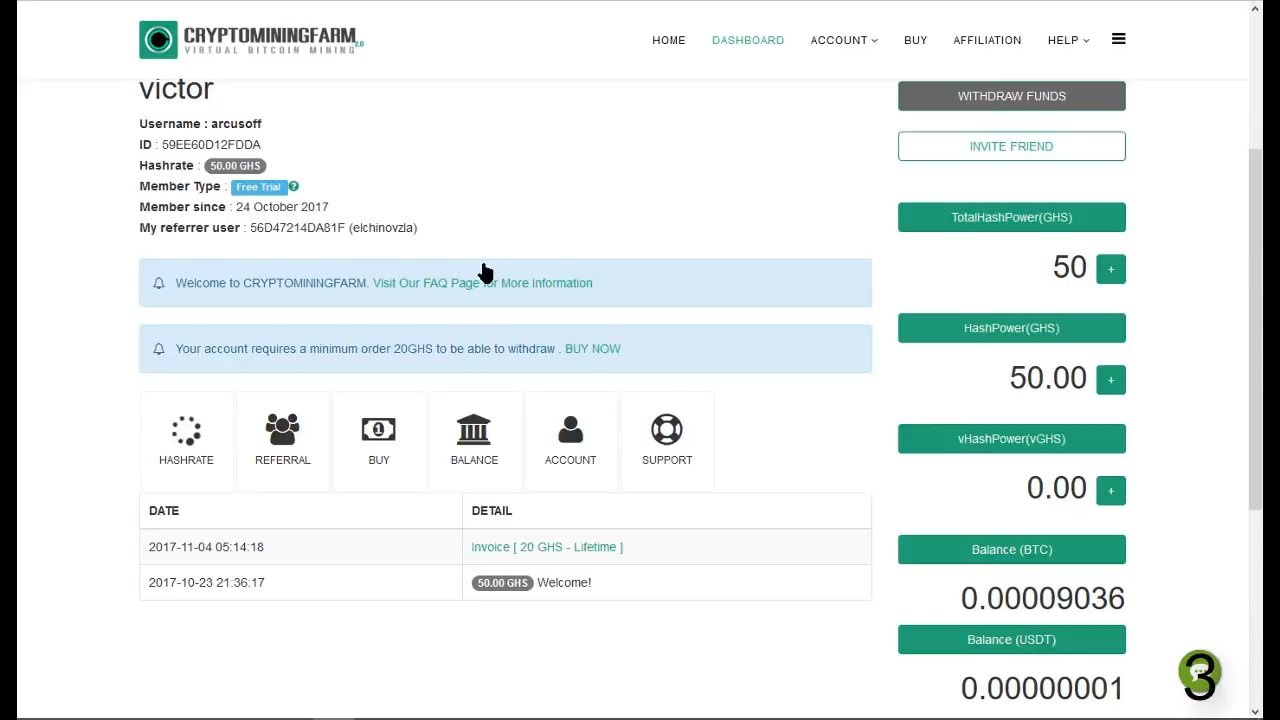 CRYPTOMININGFARM 2.0
VIRTUAL BITCOIN MINING
HOME DASHBOARD ACCOUNT BUY AFFILIATION HELP
victor
Username : arcusoff
ID : 59EE60D12FDDA
Hashrate : 50.00 GHS
Member Type : Free Trial ?
Member since : 24 October 2017
My referrer user : 56D47214DA81F (elchinovzla)
Welcome to CRYPTOMININGFARM. Visit Our FAQ Page for More Information
Your account requires a minimum order 20GHS to be able to withdraw . BUY NOW
HASHRATE REFERRAL BUY BALANCE ACCOUNT SUPPORT
DATE DETAIL
2017-11-04 05:14:18 Invoice [ 20 GHS - Lifetime ]
2017-10-23 21:36:17 50.00 GHS Welcome!
WITHDRAW FUNDS
INVITE FRIEND
TotalHashPower(GHS)
50 +
HashPower(GHS)
50.00 +
vHashPower(vGHS)
0.00 +
Balance (BTC)
0.00009036
Balance (USDT)
0.00000001
3